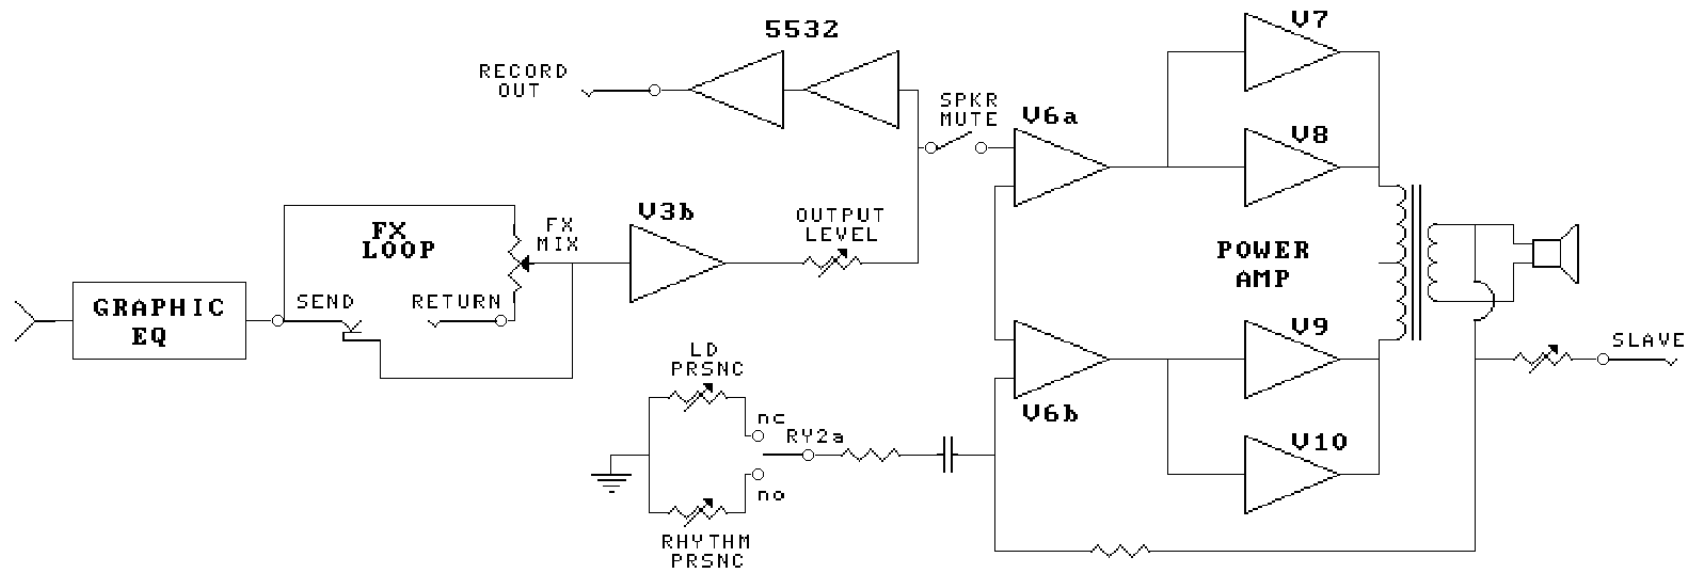 5532
V7
RECORD
OUT
SPKR
MUTE
V6a
V8
V3b
OUTPUT
LEVEL
FX
LOOP
FX
MIX
POWER
AMP
GRAPHIC
EQ
SEND
RETURN
V9
SLAVE
LD
PRSNC
V6b
nc
RY2a
V10
no
RHYTHM
PRSNC